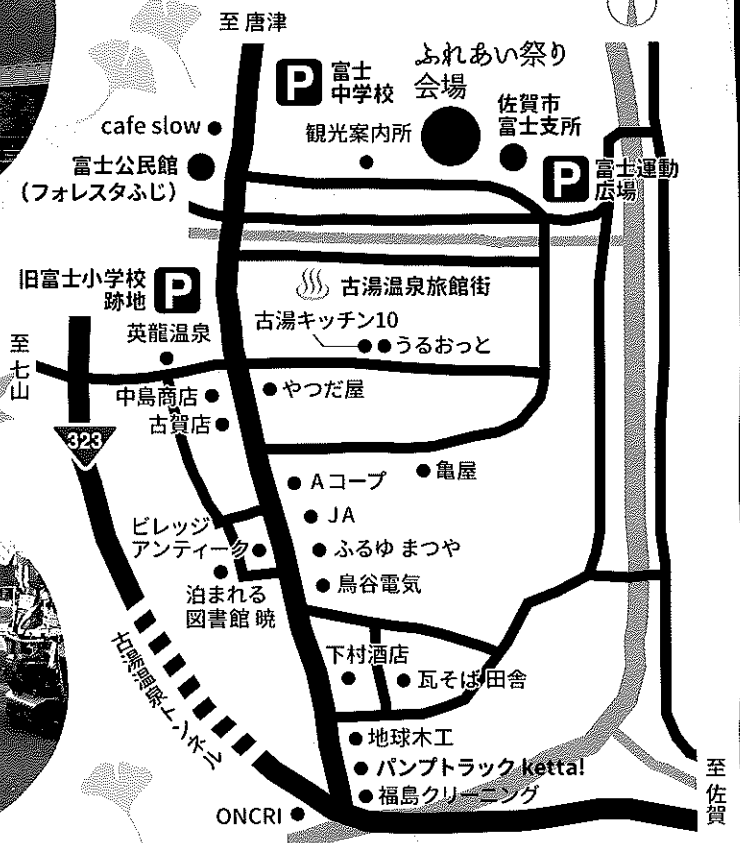 至 唐津
P
富士
中学校
ふれあい祭り
会場
cafe slow
観光案内所
佐賀市
富士支所
富士公民館
(フォレスタふじ)
P
富士運動
広場
旧富士小学校
跡地
P
古湯温泉旅館街
英龍温泉
古湯キッチン10
うるおっと
至 七山
中島商店
やつだ屋
古賀店
323
亀屋
Aコープ
JA
ビレッジ
アンティーク
ふるゆ まつや
泊まれる
図書館 暁
鳥谷電気
古湯温泉トンネル
下村酒店
瓦そば 田舎
地球木工
パンプトラック ketta!
福島クリーニング
ONCRI
至 佐賀